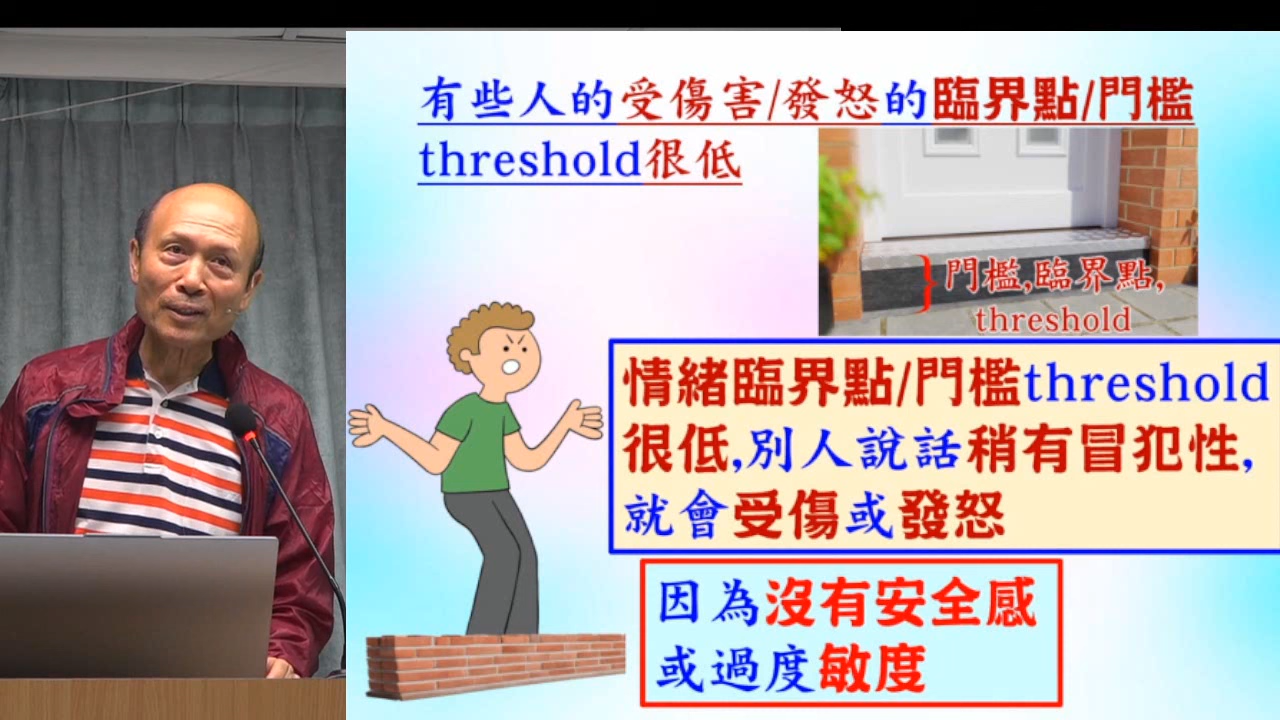 有些人的受傷害/發怒的臨界點/門檻
threshold很低
門檻,臨界點,
threshold
情緒臨界點/門檻threshold
很低,別人說話稍有冒犯性,
就會受傷或發怒
因為沒有安全感
或過度敏度